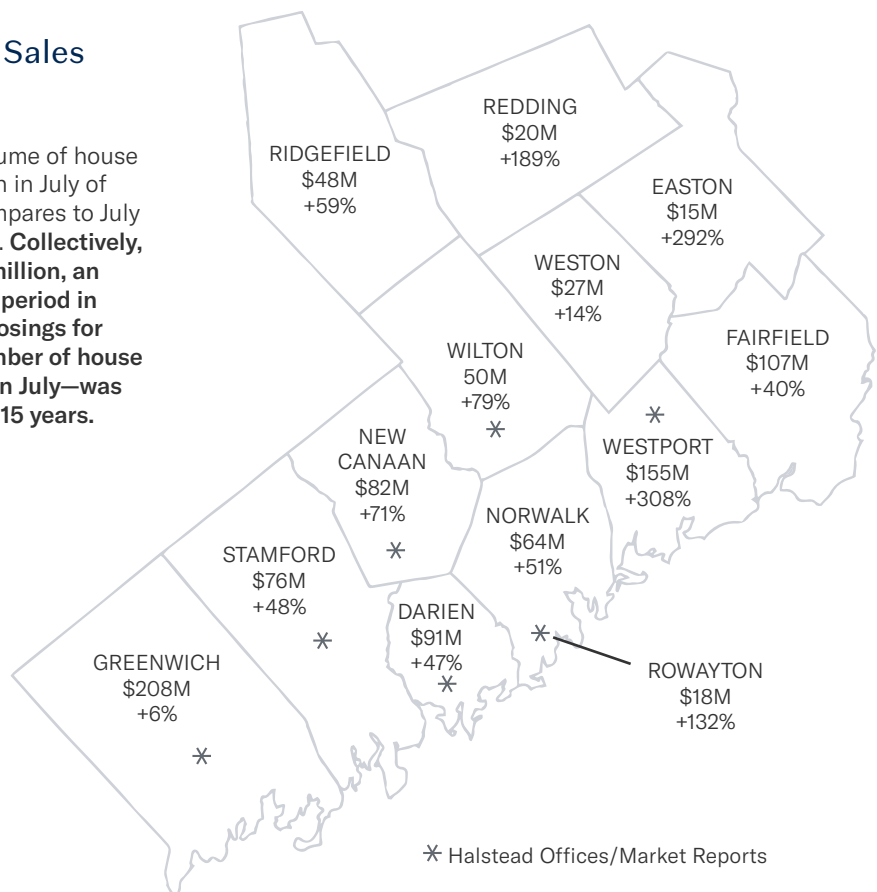 Sales
ume of house
n in July of
mpares to July
. Collectively,
million, an
period in
osings for
mber of house
in July—was
15 years.
RIDGEFIELD
$48M
+59%
REDDING
$20M
+189%
EASTON
$15M
+292%
WESTON
$27M
+14%
FAIRFIELD
$107M
+40%
WILTON
50M
+79%
WESTPORT
$155M
+308%
NEW
CANAAN
$82M
+71%
NORWALK
$64M
+51%
STAMFORD
$76M
+48%
DARIEN
$91M
+47%
GREENWICH
$208M
+6%
ROWAYTON
$18M
+132%
Halstead Offices/Market Reports